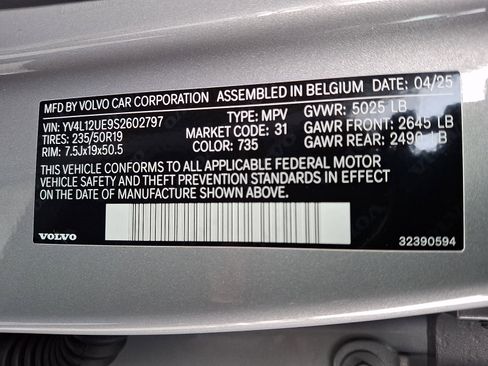 MFD BY VOLVO CAR CORPORATION ASSEMBLED IN BELGIUM DATE: 04/25
VIN: YV4L12UE9S2602797 TYPE: MPV GVWR: 5025 LB
TIRES: 235/50R19 MARKET CODE: 31 GAWR FRONT: 2645 LB
RIM: 7.5Jx19x50.5 COLOR: 735 GAWR REAR: 2490 LB
THIS VEHICLE CONFORMS TO ALL APPLICABLE FEDERAL MOTOR
VEHICLE SAFETY AND THEFT PREVENTION STANDARDS IN EFFECT
ON THE DATE OF MANUFACTURE SHOWN ABOVE.
VOLVO 32390594